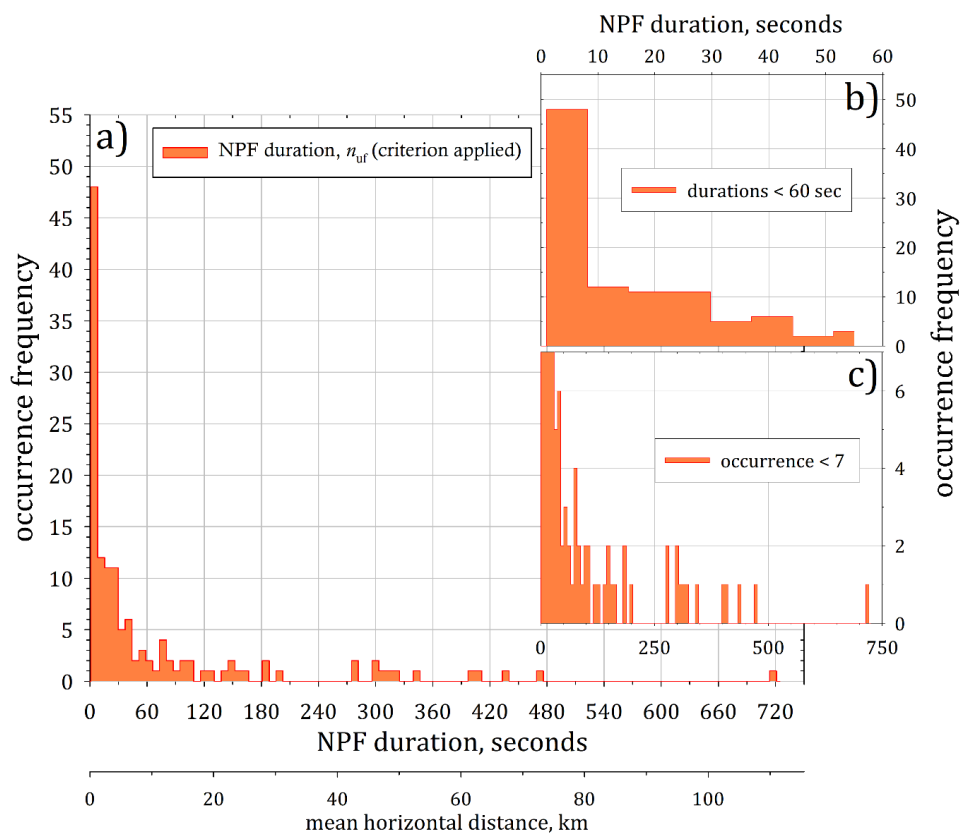 NPF duration, seconds
1 10 20 30 40 50 60
b)
50
40
30
20
10
0
durations < 60 sec
occurrence frequency
a)
NPF duration, n_uf (criterion applied)
55
50
45
40
35
30
25
20
15
10
5
0
occurrence frequency
c)
6
4
2
0
occurrence < 7
0 250 500 750
0 60 120 180 240 300 360 420 480 540 600 660 720
NPF duration, seconds
0 20 40 60 80 100
mean horizontal distance, km